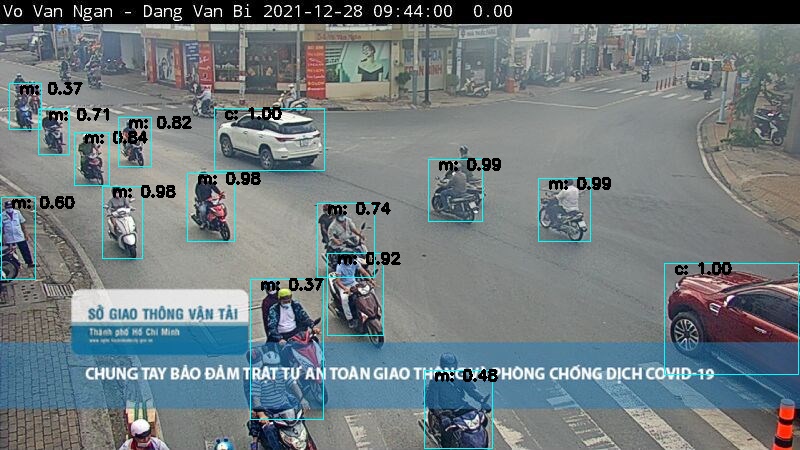 Vo Van Ngan - Dang Van Bi 2021-12-28 09:44:00 0.00
m: 0.37
m: 0.71
m: 0.82
m: 0.84
c: 1.00
m: 0.99
m: 0.99
m: 0.98
m: 0.98
m: 0.60
m: 0.74
m: 0.92
c: 1.00
m: 0.37
SỞ GIAO THÔNG VẬN TẢI
Thành phố Hồ Chí Minh
m: 0.48
CHUNG TAY BẢO ĐẢM TRẬT TỰ AN TOÀN GIAO PHÒNG CHỐNG DỊCH COVID-19